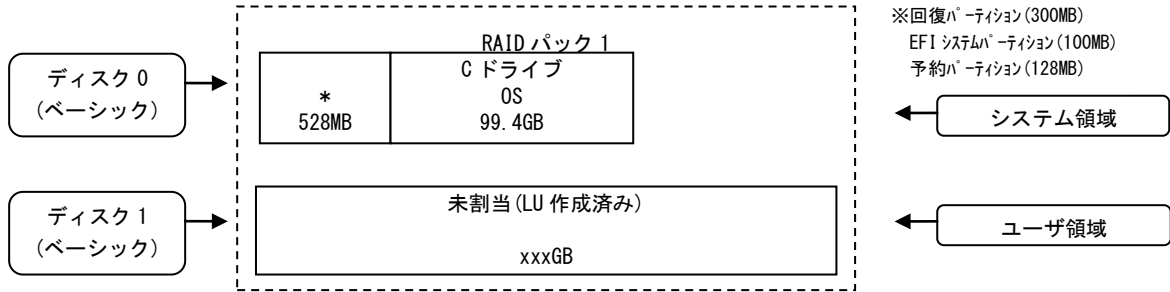 ※回復ﾊﾟｰﾃｨｼｮﾝ(300MB)
EFI ｼｽﾃﾑﾊﾟｰﾃｨｼｮﾝ(100MB)
予約ﾊﾟｰﾃｨｼｮﾝ(128MB)
RAID パック 1
ディスク 0
(ベーシック)
*
528MB
C ドライブ
OS
99.4GB
システム領域
ディスク 1
(ベーシック)
未割当(LU 作成済み)
xxxGB
ユーザ領域